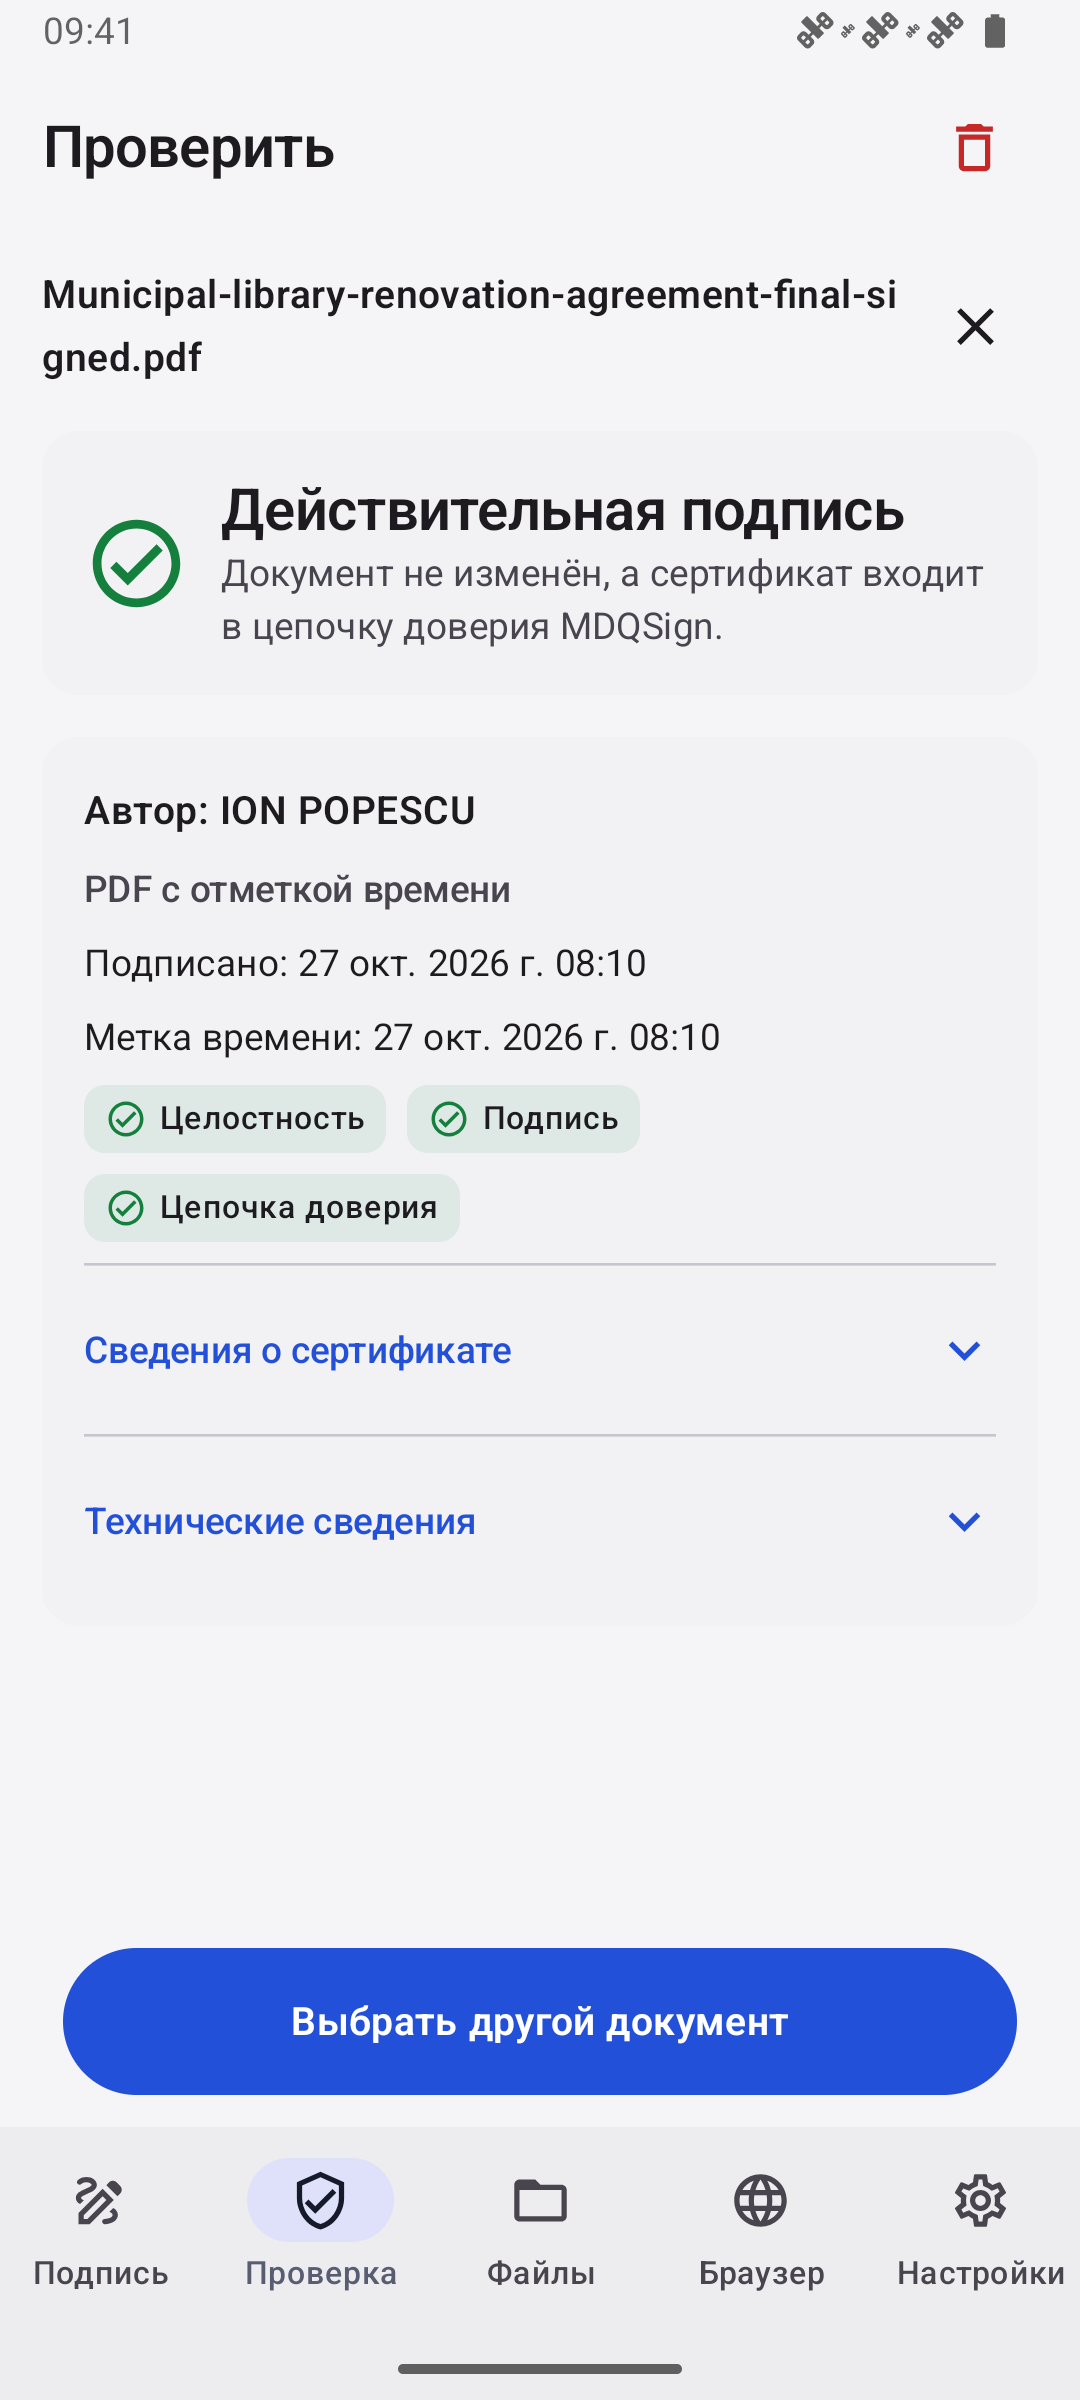 09:41
Проверить
Municipal-library-renovation-agreement-final-si
gned.pdf
Действительная подпись
Документ не изменён, а сертификат входит
в цепочку доверия MDQSign.
Автор: ION POPESCU
PDF с отметкой времени
Подписано: 27 окт. 2026 г. 08:10
Метка времени: 27 окт. 2026 г. 08:10
Целостность
Подпись
Цепочка доверия
Сведения о сертификате
Технические сведения
Выбрать другой документ
Подпись
Проверка
Файлы
Браузер
Настройки